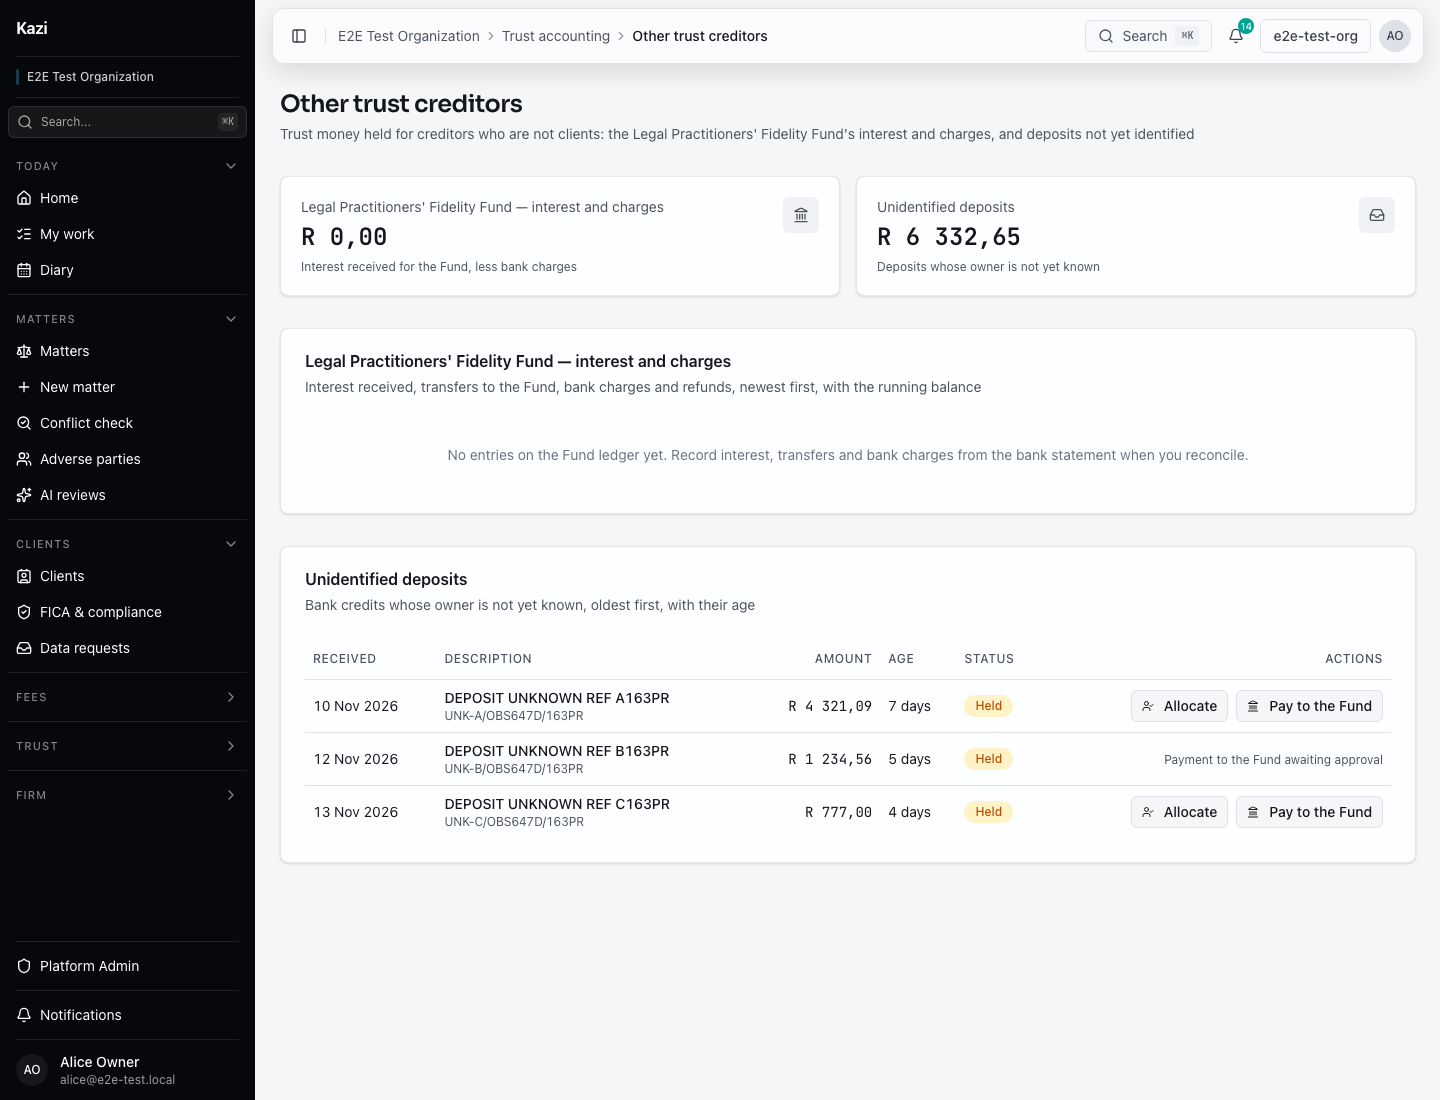 Kazi
E2E Test Organization
Search... ⌘K
TODAY
Home
My work
Diary
MATTERS
Matters
New matter
Conflict check
Adverse parties
AI reviews
CLIENTS
Clients
FICA & compliance
Data requests
FEES
TRUST
FIRM
Platform Admin
Notifications
AO
Alice Owner
alice@e2e-test.local
E2E Test Organization > Trust accounting > Other trust creditors
Search ⌘K
14
e2e-test-org
AO
Other trust creditors
Trust money held for creditors who are not clients: the Legal Practitioners' Fidelity Fund's interest and charges, and deposits not yet identified
Legal Practitioners' Fidelity Fund — interest and charges
R 0,00
Interest received for the Fund, less bank charges
Unidentified deposits
R 6 332,65
Deposits whose owner is not yet known
Legal Practitioners' Fidelity Fund — interest and charges
Interest received, transfers to the Fund, bank charges and refunds, newest first, with the running balance
No entries on the Fund ledger yet. Record interest, transfers and bank charges from the bank statement when you reconcile.
Unidentified deposits
Bank credits whose owner is not yet known, oldest first, with their age
RECEIVED DESCRIPTION AMOUNT AGE STATUS ACTIONS
10 Nov 2026 DEPOSIT UNKNOWN REF A163PR R 4 321,09 7 days Held Allocate Pay to the Fund
UNK-A/OBS647D/163PR
12 Nov 2026 DEPOSIT UNKNOWN REF B163PR R 1 234,56 5 days Held Payment to the Fund awaiting approval
UNK-B/OBS647D/163PR
13 Nov 2026 DEPOSIT UNKNOWN REF C163PR R 777,00 4 days Held Allocate Pay to the Fund
UNK-C/OBS647D/163PR